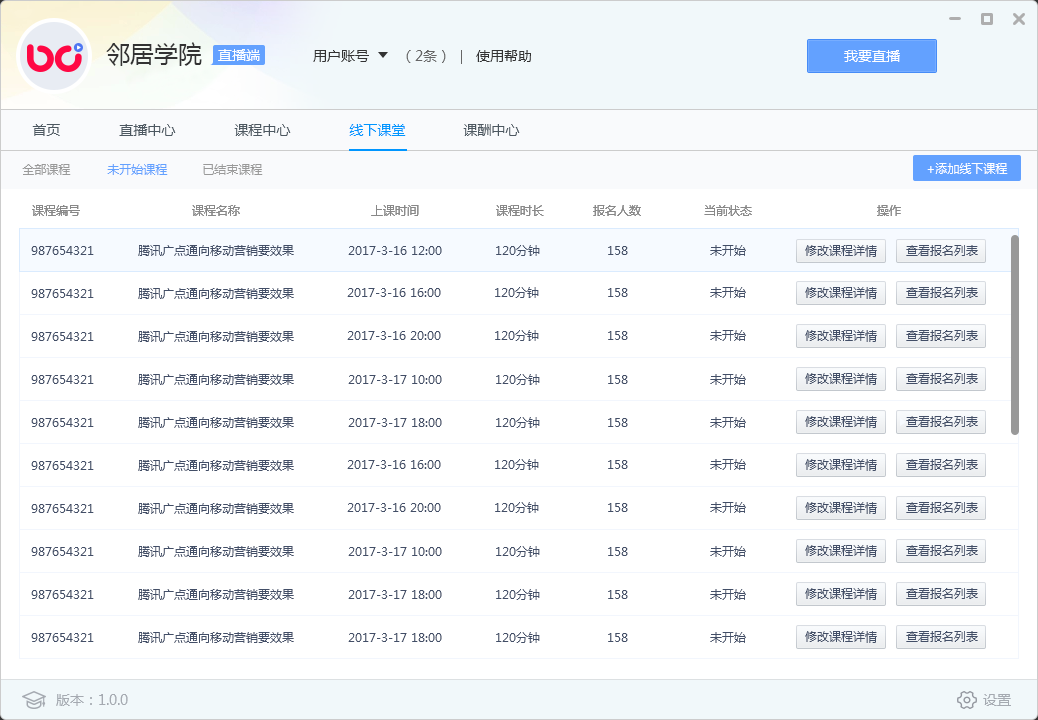 邻居学院 直播端 用户账号 （2条） | 使用帮助 我要直播
首页 直播中心 课程中心 线下课堂 课酬中心
全部课程 未开始课程 已结束课程 +添加线下课程
课程编号 课程名称 上课时间 课程时长 报名人数 当前状态 操作
987654321 腾讯广点通向移动营销要效果 2017-3-16 12:00 120分钟 158 未开始 修改课程详情 查看报名列表
987654321 腾讯广点通向移动营销要效果 2017-3-16 16:00 120分钟 158 未开始 修改课程详情 查看报名列表
987654321 腾讯广点通向移动营销要效果 2017-3-16 20:00 120分钟 158 未开始 修改课程详情 查看报名列表
987654321 腾讯广点通向移动营销要效果 2017-3-17 10:00 120分钟 158 未开始 修改课程详情 查看报名列表
987654321 腾讯广点通向移动营销要效果 2017-3-17 18:00 120分钟 158 未开始 修改课程详情 查看报名列表
987654321 腾讯广点通向移动营销要效果 2017-3-16 16:00 120分钟 158 未开始 修改课程详情 查看报名列表
987654321 腾讯广点通向移动营销要效果 2017-3-16 20:00 120分钟 158 未开始 修改课程详情 查看报名列表
987654321 腾讯广点通向移动营销要效果 2017-3-17 10:00 120分钟 158 未开始 修改课程详情 查看报名列表
987654321 腾讯广点通向移动营销要效果 2017-3-17 18:00 120分钟 158 未开始 修改课程详情 查看报名列表
987654321 腾讯广点通向移动营销要效果 2017-3-17 18:00 120分钟 158 未开始 修改课程详情 查看报名列表
版本：1.0.0 设置